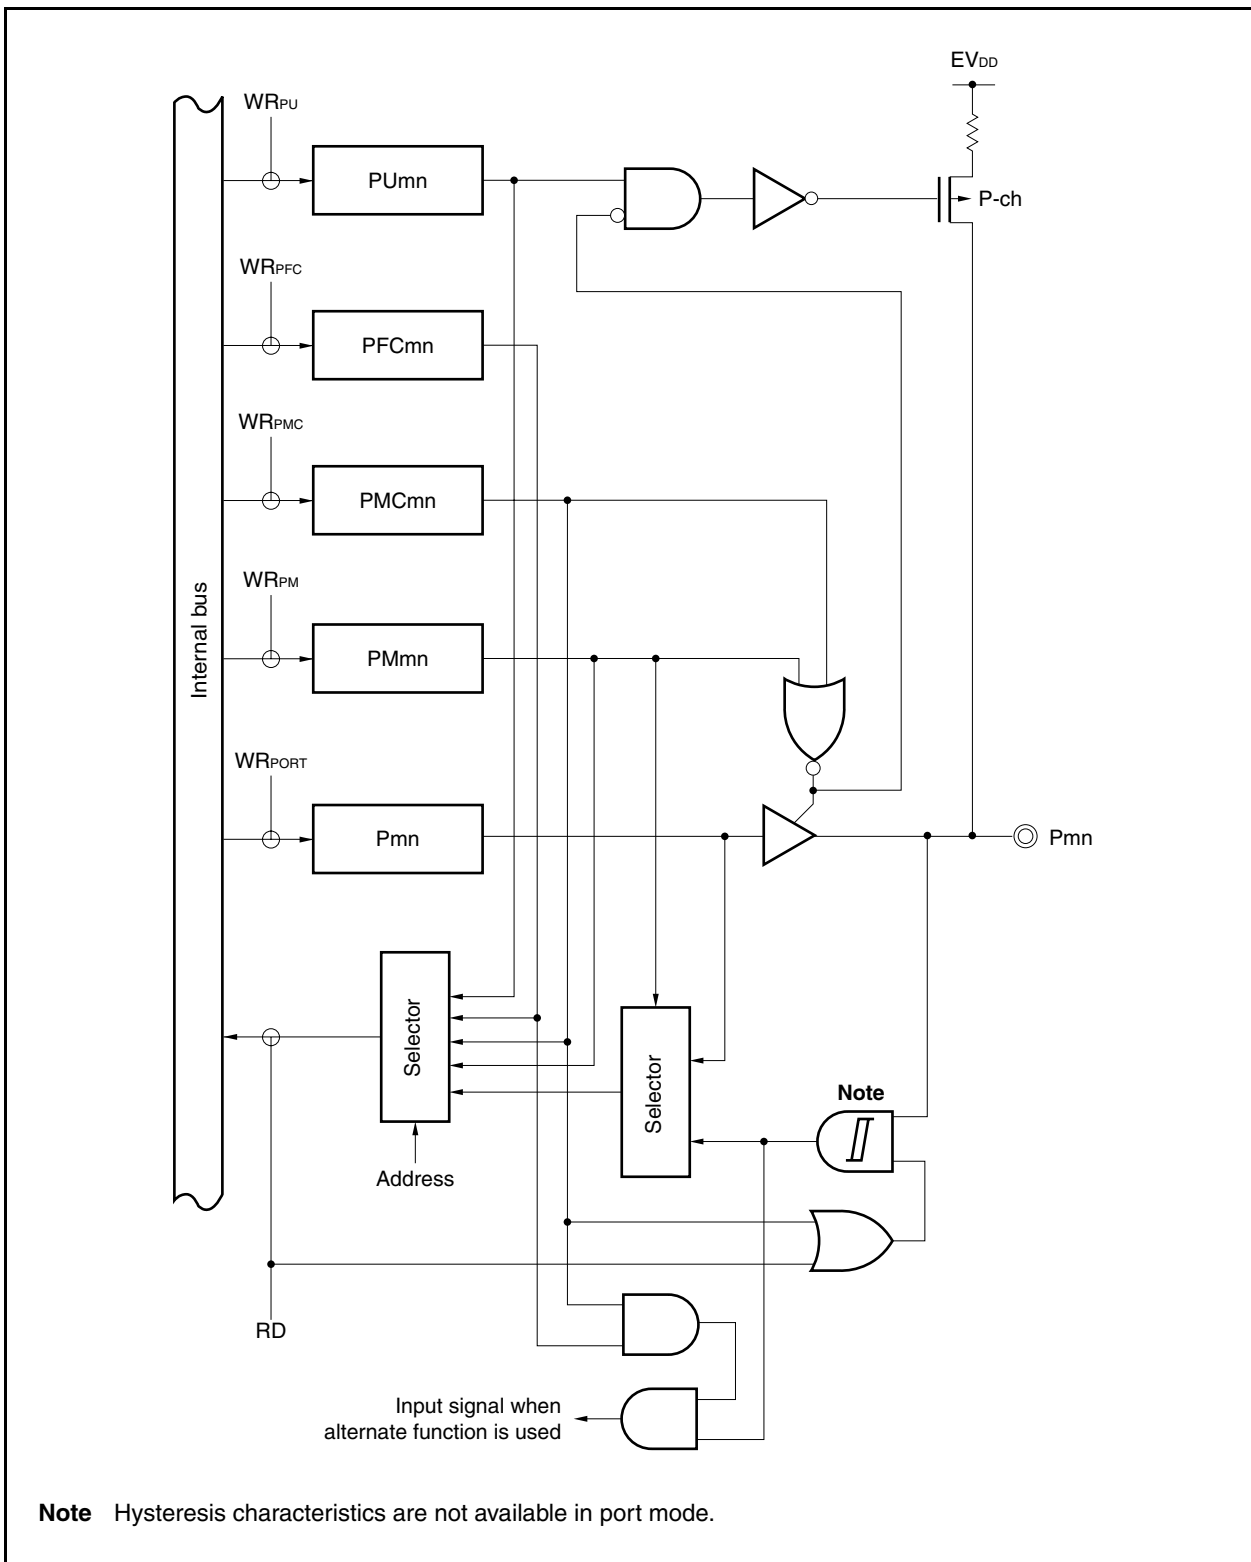 EVDD
WRPU
PUmn
P-ch
WRPFC
PFCmn
WRPMC
PMCmn
WRPM
PMmn
Internal bus
WRPORT
Pmn
Pmn
Selector
Selector
Note
Address
RD
Input signal when
alternate function is used
Note Hysteresis characteristics are not available in port mode.